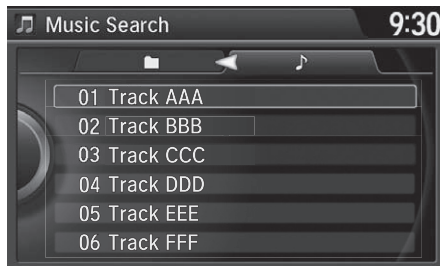 Music Search
9:30
01 Track AAA
02 Track BBB
03 Track CCC
04 Track DDD
05 Track EEE
06 Track FFF